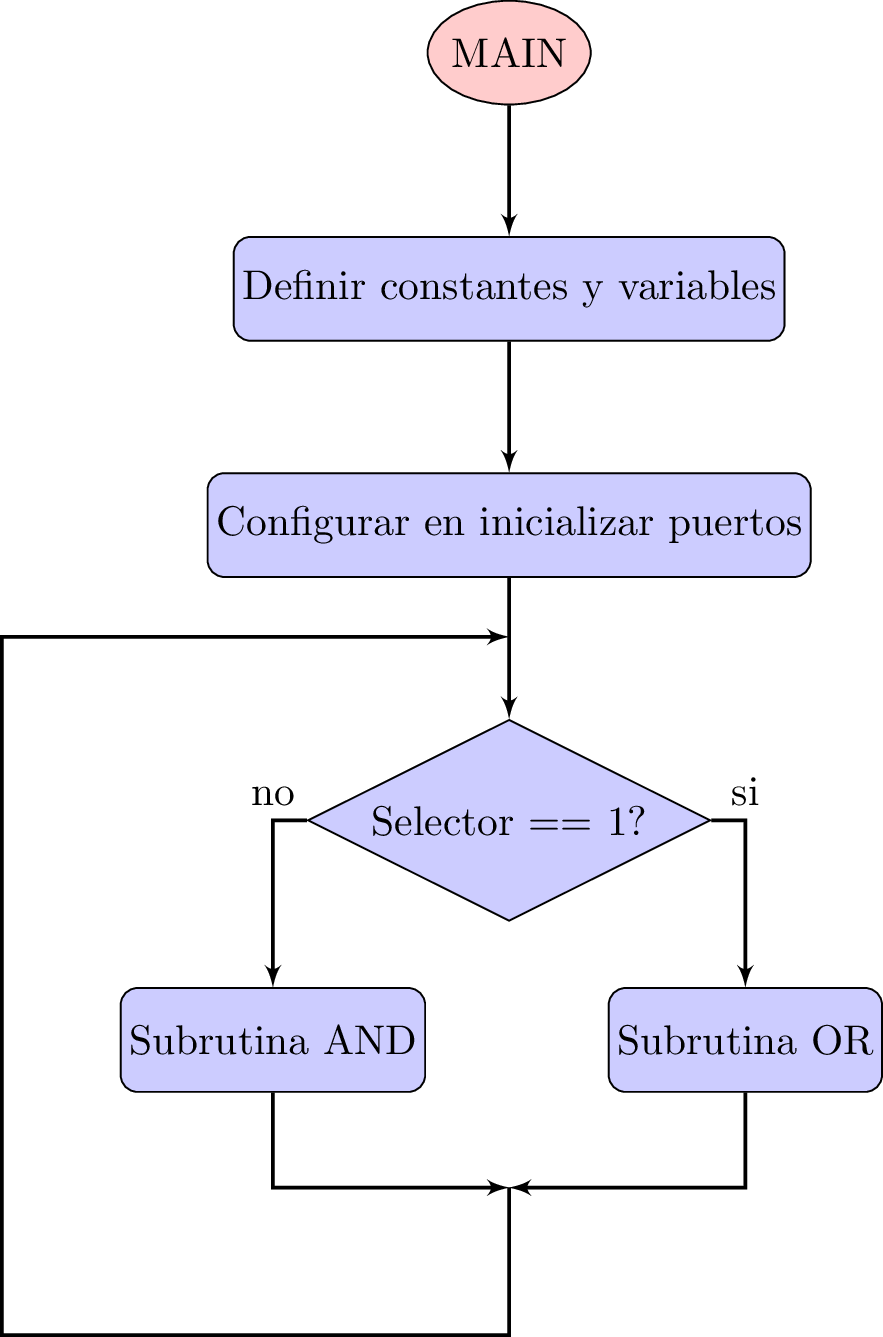 MAIN
Definir constantes y variables
Configurar en inicializar puertos
no
si
Selector == 1?
Subrutina AND
Subrutina OR